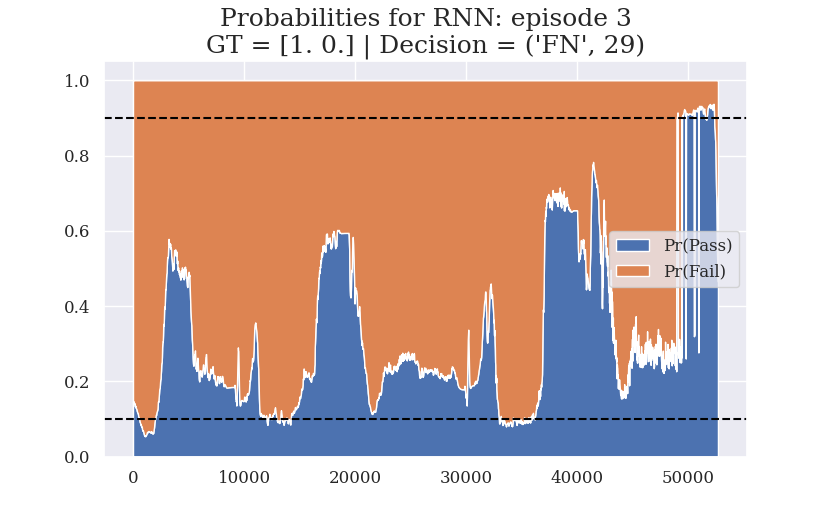 Probabilities for RNN: episode 3
GT = [1. 0.] | Decision = ('FN', 29)
1.0
0.8
0.6
0.4
0.2
0.0
Pr(Pass)
Pr(Fail)
0 10000 20000 30000 40000 50000